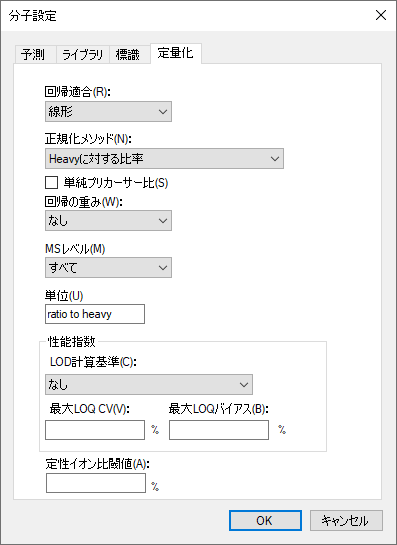 分子設定
予測 ライブラリ 標識 定量化
回帰適合(R):
線形
正規化メソッド(N):
Heavyに対する比率
単純プリカーサー比(S)
回帰の重み(W):
なし
MSレベル(M)
すべて
単位(U)
ratio to heavy
性能指数
LOD計算基準(C):
なし
最大LOQ CV(V): 最大LOQバイアス(B):
% %
定性イオン比閾値(A):
%
OK キャンセル